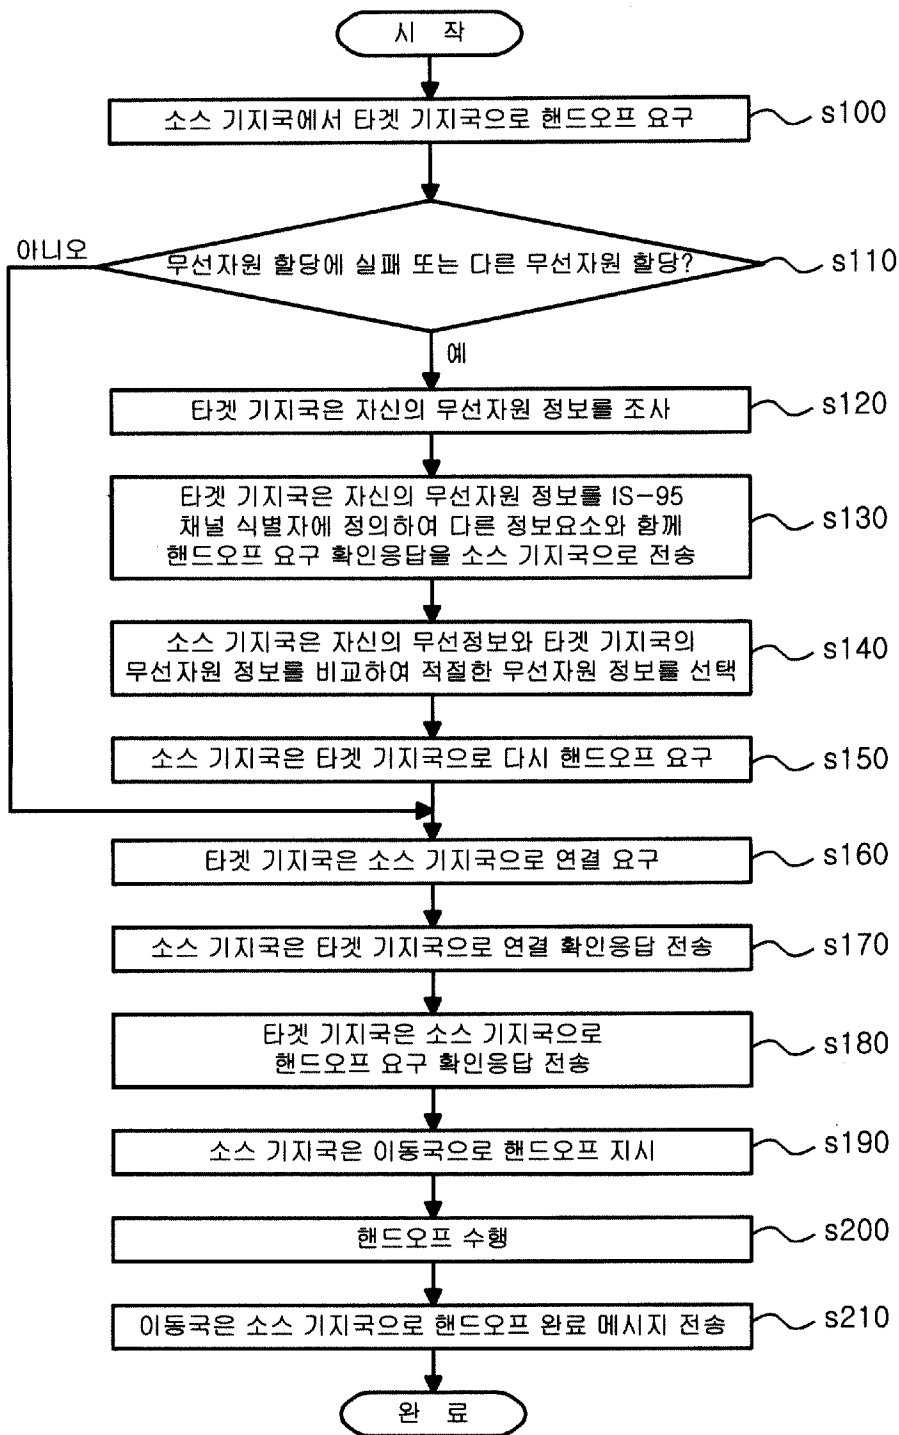 시 작
소스 기지국에서 타겟 기지국으로 핸드오프 요구
s100
아니오
무선자원 할당에 실패 또는 다른 무선자원 할당?
s110
예
타겟 기지국은 자신의 무선자원 정보를 조사
s120
타겟 기지국은 자신의 무선자원 정보를 IS-95
채널 식별자에 정의하여 다른 정보요소와 함께
핸드오프 요구 확인응답을 소스 기지국으로 전송
s130
소스 기지국은 자신의 무선정보와 타겟 기지국의
무선자원 정보를 비교하여 적절한 무선자원 정보를 선택
s140
소스 기지국은 타겟 기지국으로 다시 핸드오프 요구
s150
타겟 기지국은 소스 기지국으로 연결 요구
s160
소스 기지국은 타겟 기지국으로 연결 확인응답 전송
s170
타겟 기지국은 소스 기지국으로
핸드오프 요구 확인응답 전송
s180
소스 기지국은 이동국으로 핸드오프 지시
s190
핸드오프 수행
s200
이동국은 소스 기지국으로 핸드오프 완료 메시지 전송
s210
완 료